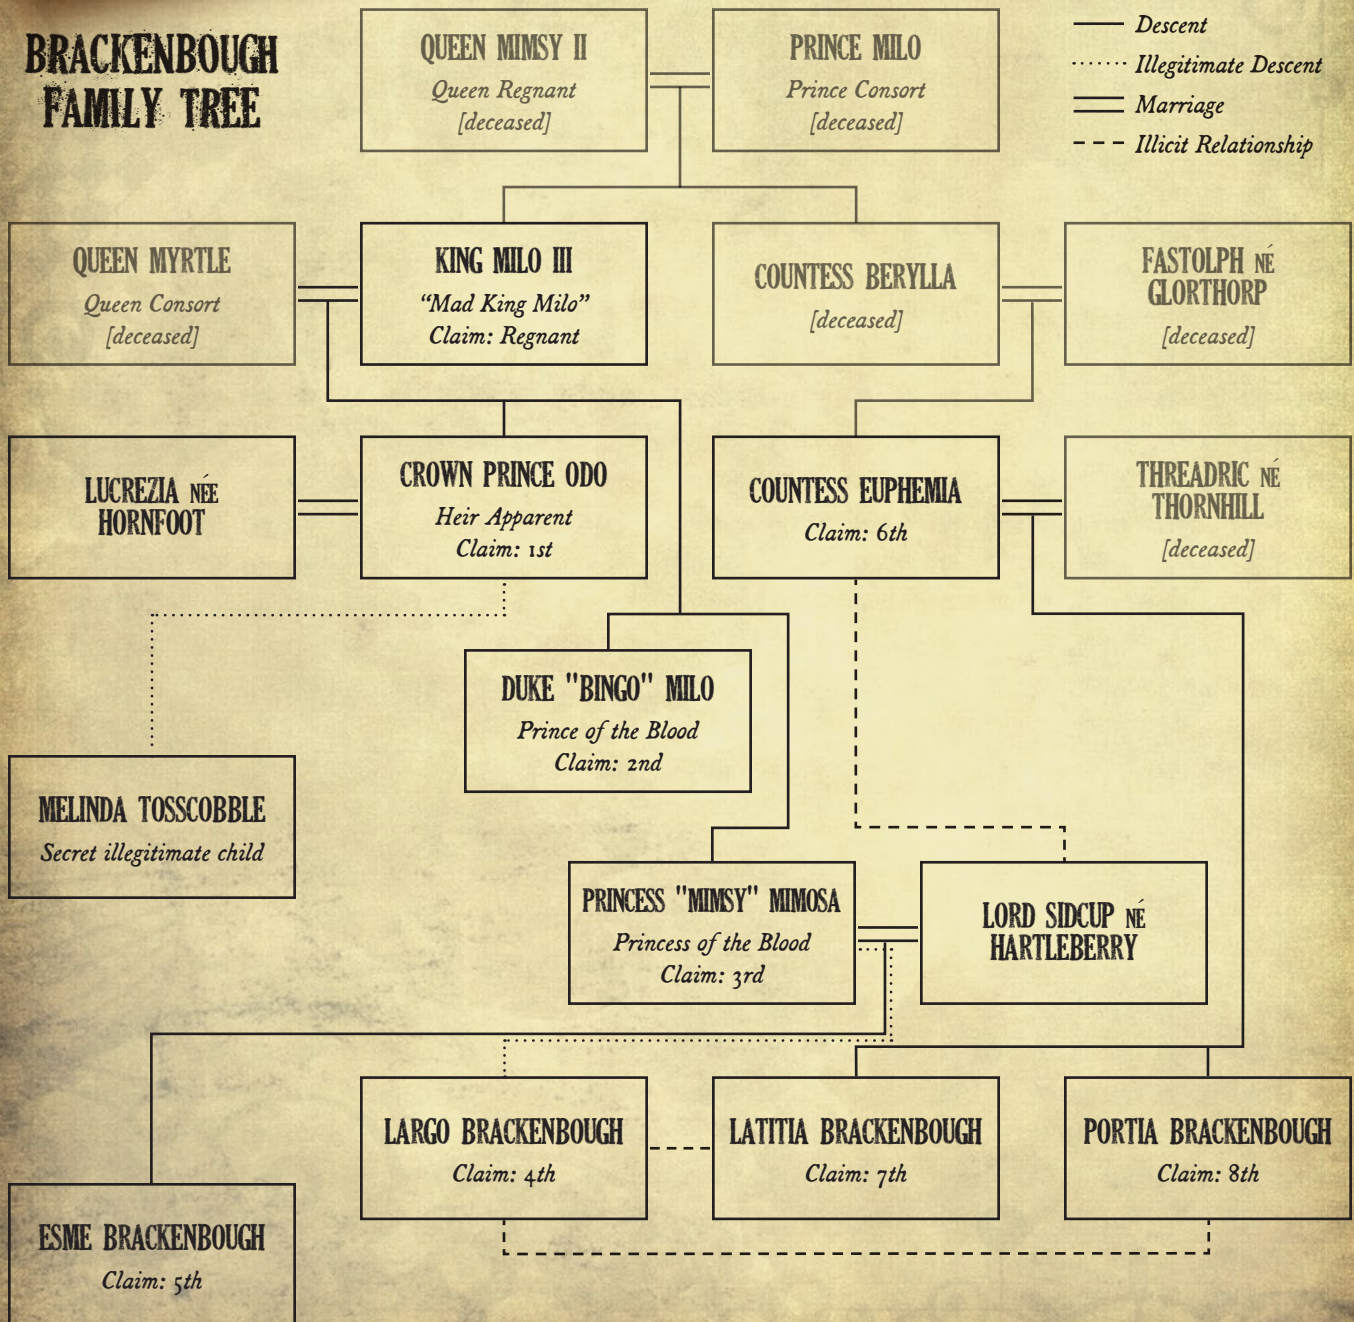 BRACKENBOUGH
FAMILY TREE
QUEEN MIMSY II
Queen Regnant
[deceased]
PRINCE MILO
Prince Consort
[deceased]
Descent
Illegitimate Descent
Marriage
Illicit Relationship
QUEEN MYRTLE
Queen Consort
[deceased]
KING MILO III
“Mad King Milo”
Claim: Regnant
COUNTESS BERYLLA
[deceased]
FASTOLPH NÉ
GLORTHORP
[deceased]
LUCREZIA NÉE
HORNFOOT
CROWN PRINCE ODO
Heir Apparent
Claim: 1st
COUNTESS EUPHEMIA
Claim: 6th
THREADRIC NÉ
THORNHILL
[deceased]
DUKE "BINGO" MILO
Prince of the Blood
Claim: 2nd
MELINDA TOSSCOBBLE
Secret illegitimate child
PRINCESS "MIMSY" MIMOSA
Princess of the Blood
Claim: 3rd
LORD SIDCUP NÉ
HARTLEBERRY
LARGO BRACKENBOUGH
Claim: 4th
LATITIA BRACKENBOUGH
Claim: 7th
PORTIA BRACKENBOUGH
Claim: 8th
ESME BRACKENBOUGH
Claim: 5th